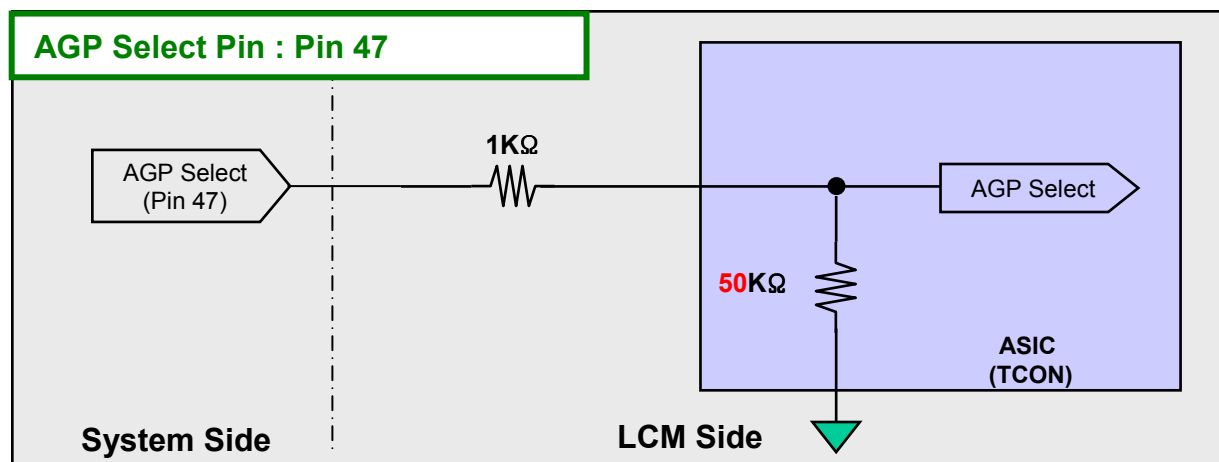 AGP Select Pin : Pin 47
AGP Select
(Pin 47)
1KΩ
AGP Select
50KΩ
ASIC
(TCON)
System Side
LCM Side